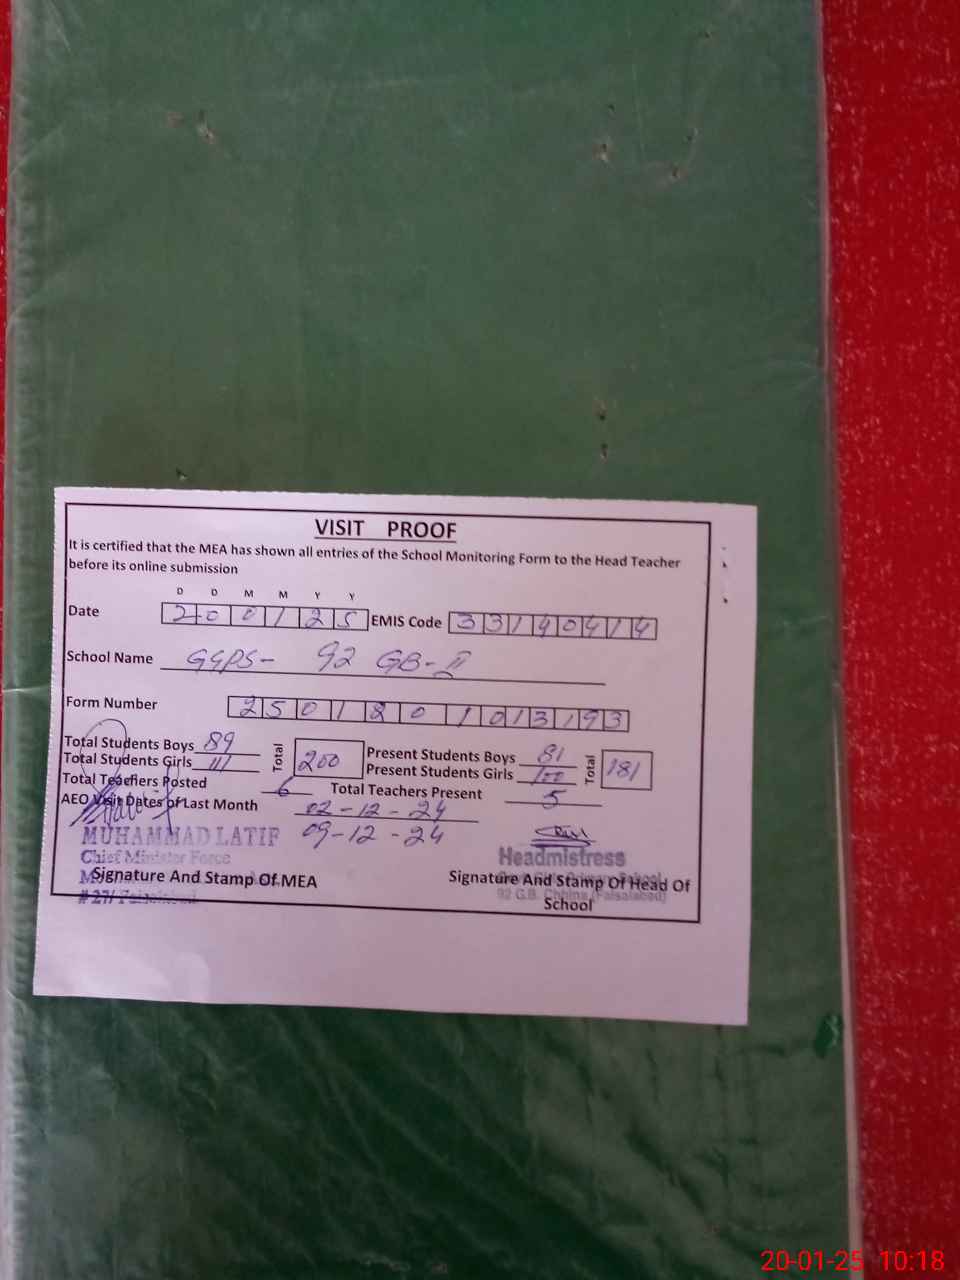 VISIT PROOF
It is certified that the MEA has shown all entries of the School Monitoring Form to the Head Teacher
before its online submission
D D M M Y Y
Date 200125 EMIS Code 33140414
School Name GGPS- 92 GB-II
Form Number 2501801013193
Total Students Boys 89 Total 200 Present Students Boys 81 Total 181
Total Students Girls 111 Present Students Girls 100
Total Teachers Posted 6 Total Teachers Present 5
AEO Visit Dates of Last Month 02-12-24
09-12-24
MUHAMMAD LATIF
Chief Minister Force
Headmistress
Signature And Stamp Of MEA
Signature And Stamp Of Head Of
School
92 G.B. (Faisalabad)
# 27/ Faisalabad
20-01-25 10:18